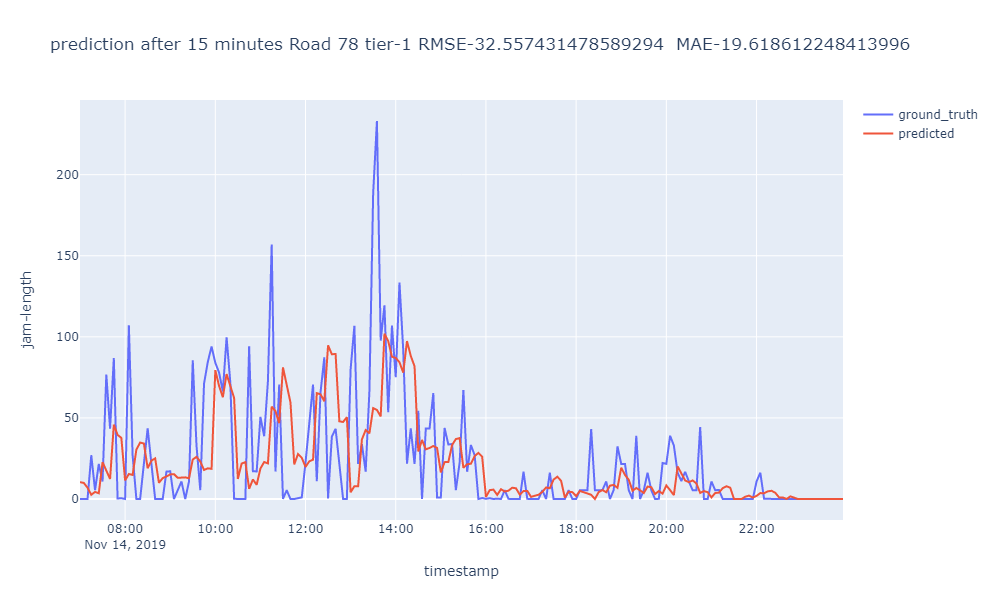 prediction after 15 minutes Road 78 tier-1 RMSE-32.557431478589294  MAE-19.618612248413996
ground_truth
predicted
200
150
100
50
0
jam-length
08:00 10:00 12:00 14:00 16:00 18:00 20:00 22:00
Nov 14, 2019
timestamp